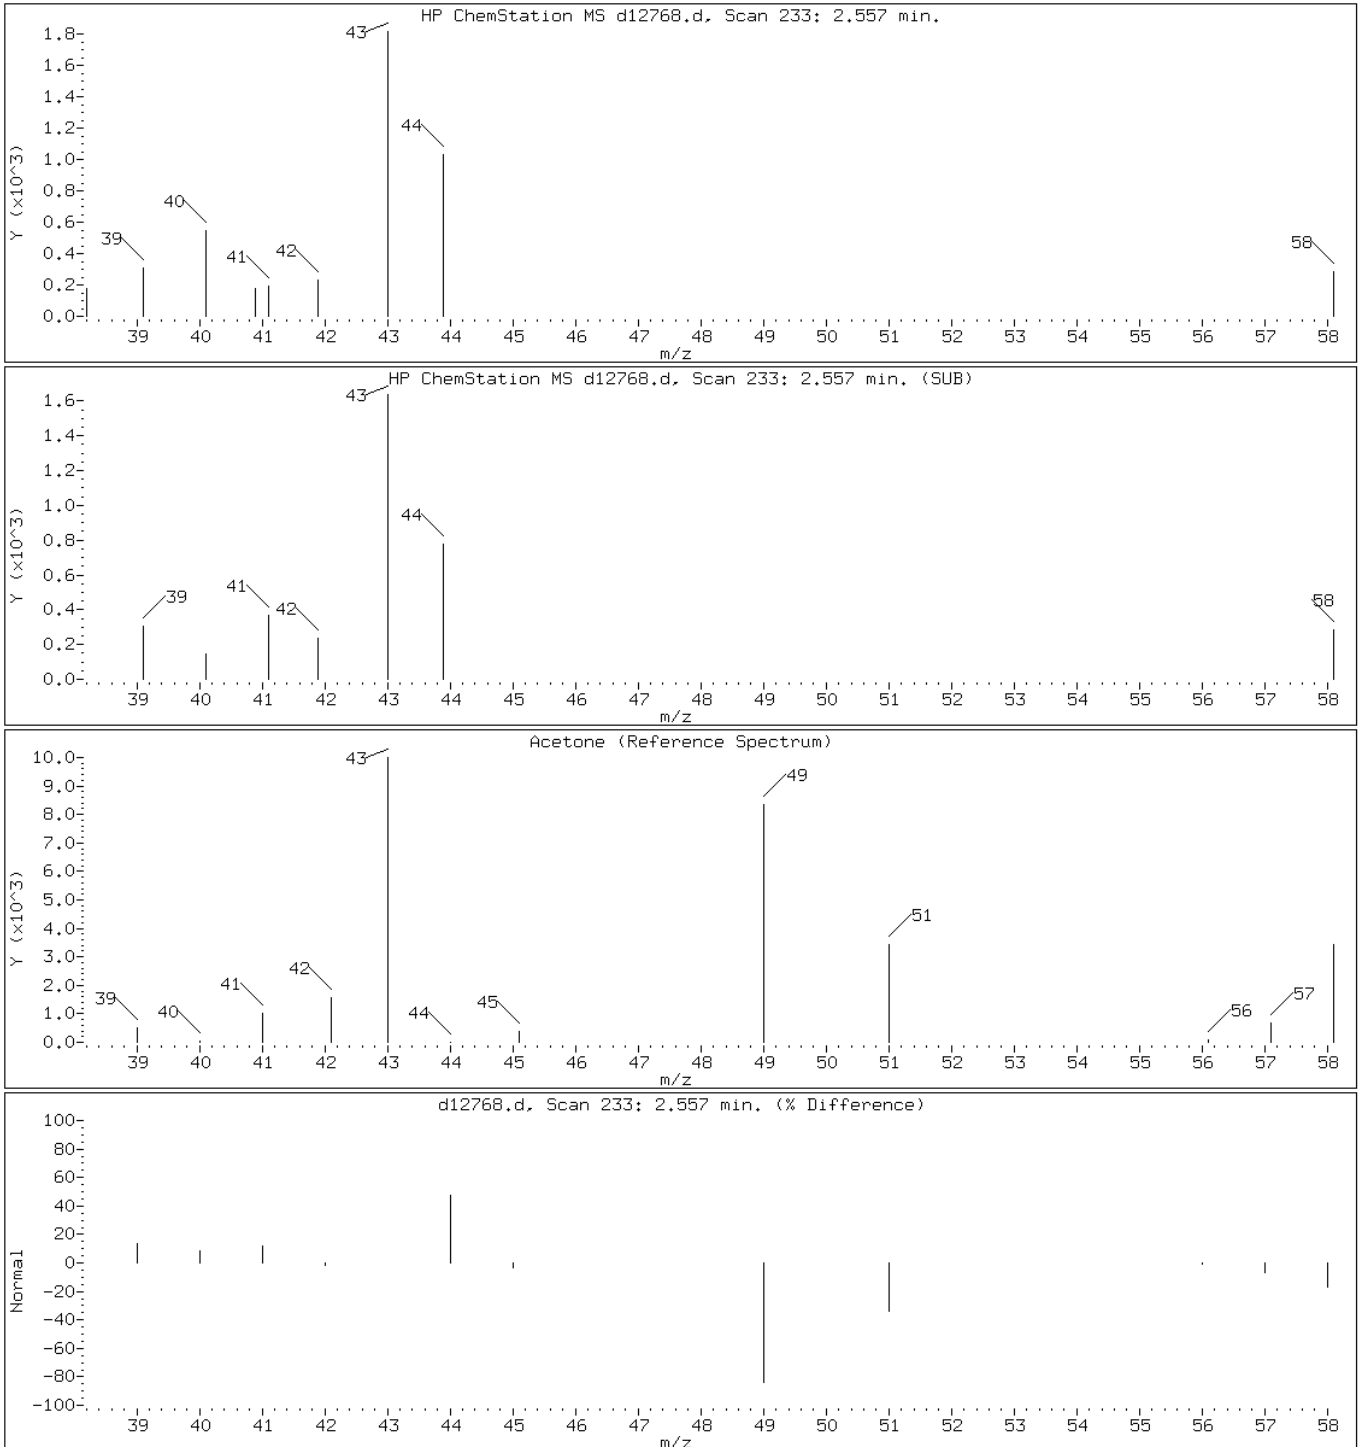 HP ChemStation MS d12768.d, Scan 233: 2.557 min.
Y (x10^3)
1.8
1.6
1.4
1.2
1.0
0.8
0.6
0.4
0.2
0.0
39 40 41 42 43 44 58
39 40 41 42 43 44 45 46 47 48 49 50 51 52 53 54 55 56 57 58
m/z
HP ChemStation MS d12768.d, Scan 233: 2.557 min. (SUB)
Y (x10^3)
1.6
1.4
1.2
1.0
0.8
0.6
0.4
0.2
0.0
39 41 42 43 44 58
39 40 41 42 43 44 45 46 47 48 49 50 51 52 53 54 55 56 57 58
m/z
Acetone (Reference Spectrum)
Y (x10^3)
10.0
9.0
8.0
7.0
6.0
5.0
4.0
3.0
2.0
1.0
0.0
39 40 41 42 43 44 45 49 51 56 57
39 40 41 42 43 44 45 46 47 48 49 50 51 52 53 54 55 56 57 58
m/z
d12768.d, Scan 233: 2.557 min. (% Difference)
Normal
100
80
60
40
20
0
-20
-40
-60
-80
-100
39 40 41 42 43 44 45 46 47 48 49 50 51 52 53 54 55 56 57 58
m/z